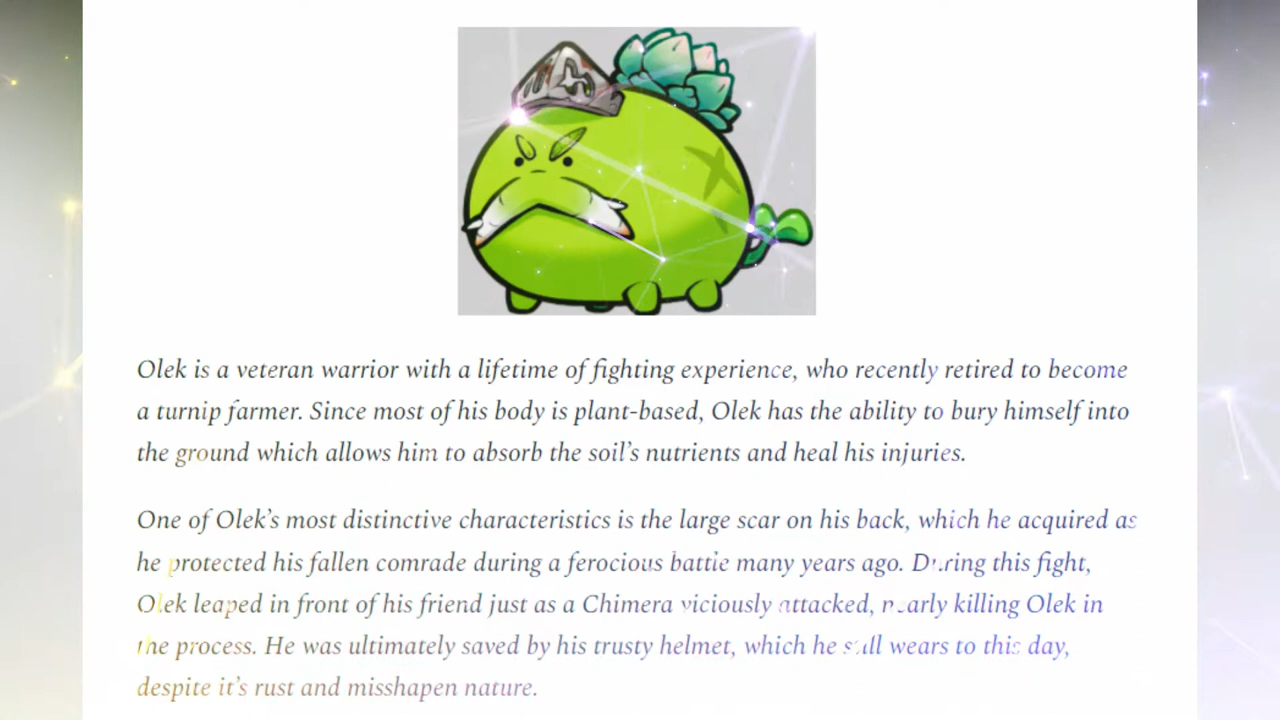 Olek is a veteran warrior with a lifetime of fighting experience, who recently retired to become
a turnip farmer. Since most of his body is plant-based, Olek has the ability to bury himself into
the ground which allows him to absorb the soil’s nutrients and heal his injuries.
One of Olek’s most distinctive characteristics is the large scar on his back, which he acquired as
he protected his fallen comrade during a ferocious battle many years ago. During this fight,
Olek leaped in front of his friend just as a Chimera viciously attacked, nearly killing Olek in
the process. He was ultimately saved by his trusty helmet, which he still wears to this day,
despite it’s rust and misshapen nature.